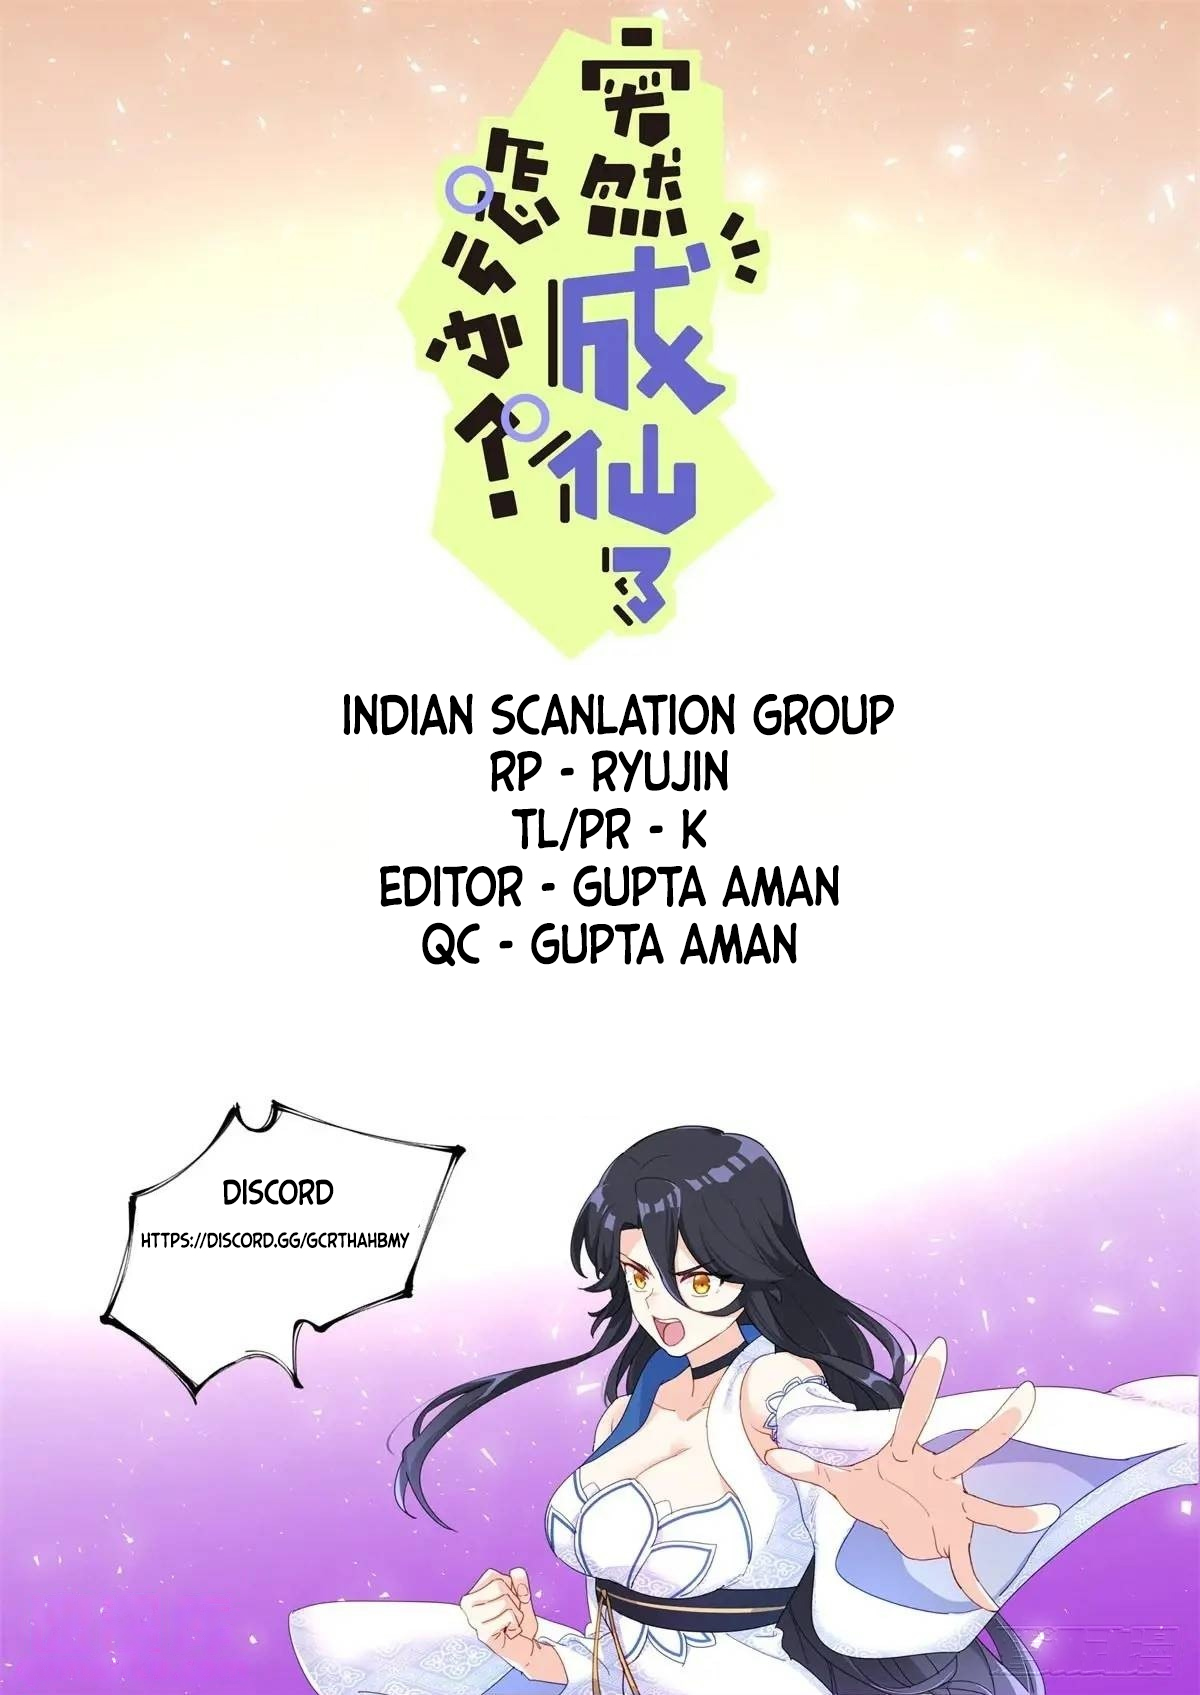 突然
成仙了
怎么办?
INDIAN SCANLATION GROUP
RP - RYUJIN
TL/PR - K
EDITOR - GUPTA AMAN
QC - GUPTA AMAN
DISCORD
HTTPS://DISCORD.GG/GCRTHAHBMY